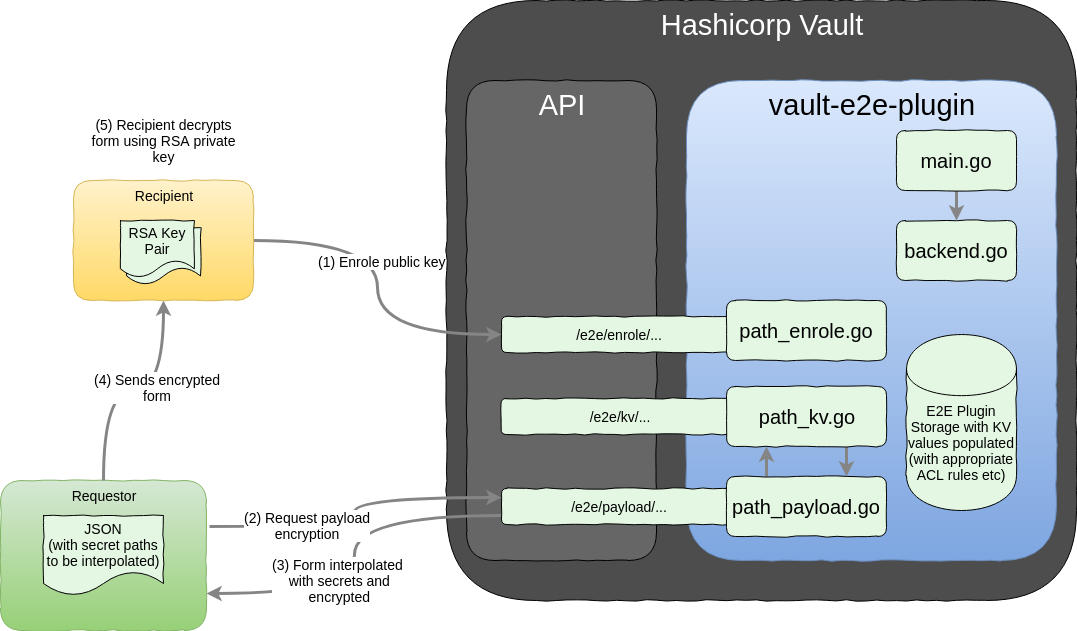 Hashicorp Vault
API
vault-e2e-plugin
main.go
backend.go
(5) Recipient decrypts
form using RSA private
key
Recipient
RSA Key
Pair
(1) Enrole public key
/e2e/enrole/...
path_enrole.go
/e2e/kv/...
path_kv.go
/e2e/payload/...
path_payload.go
E2E Plugin
Storage with KV
values populated
(with appropriate
ACL rules etc)
(4) Sends encrypted
form
Requestor
JSON
(with secret paths
to be interpolated)
(2) Request payload
encryption
(3) Form interpolated
with secrets and
encrypted